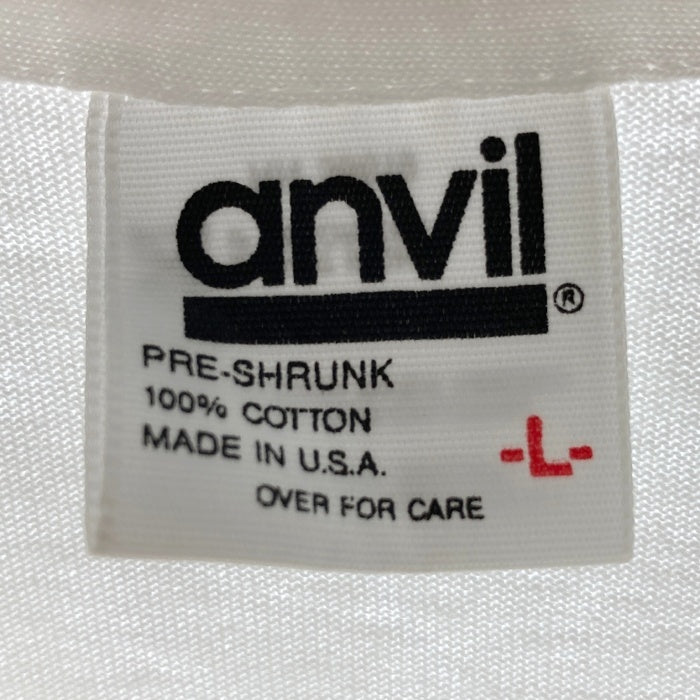 anvil®
PRE-SHRUNK
100% COTTON
MADE IN U.S.A.
-L-
OVER FOR CARE